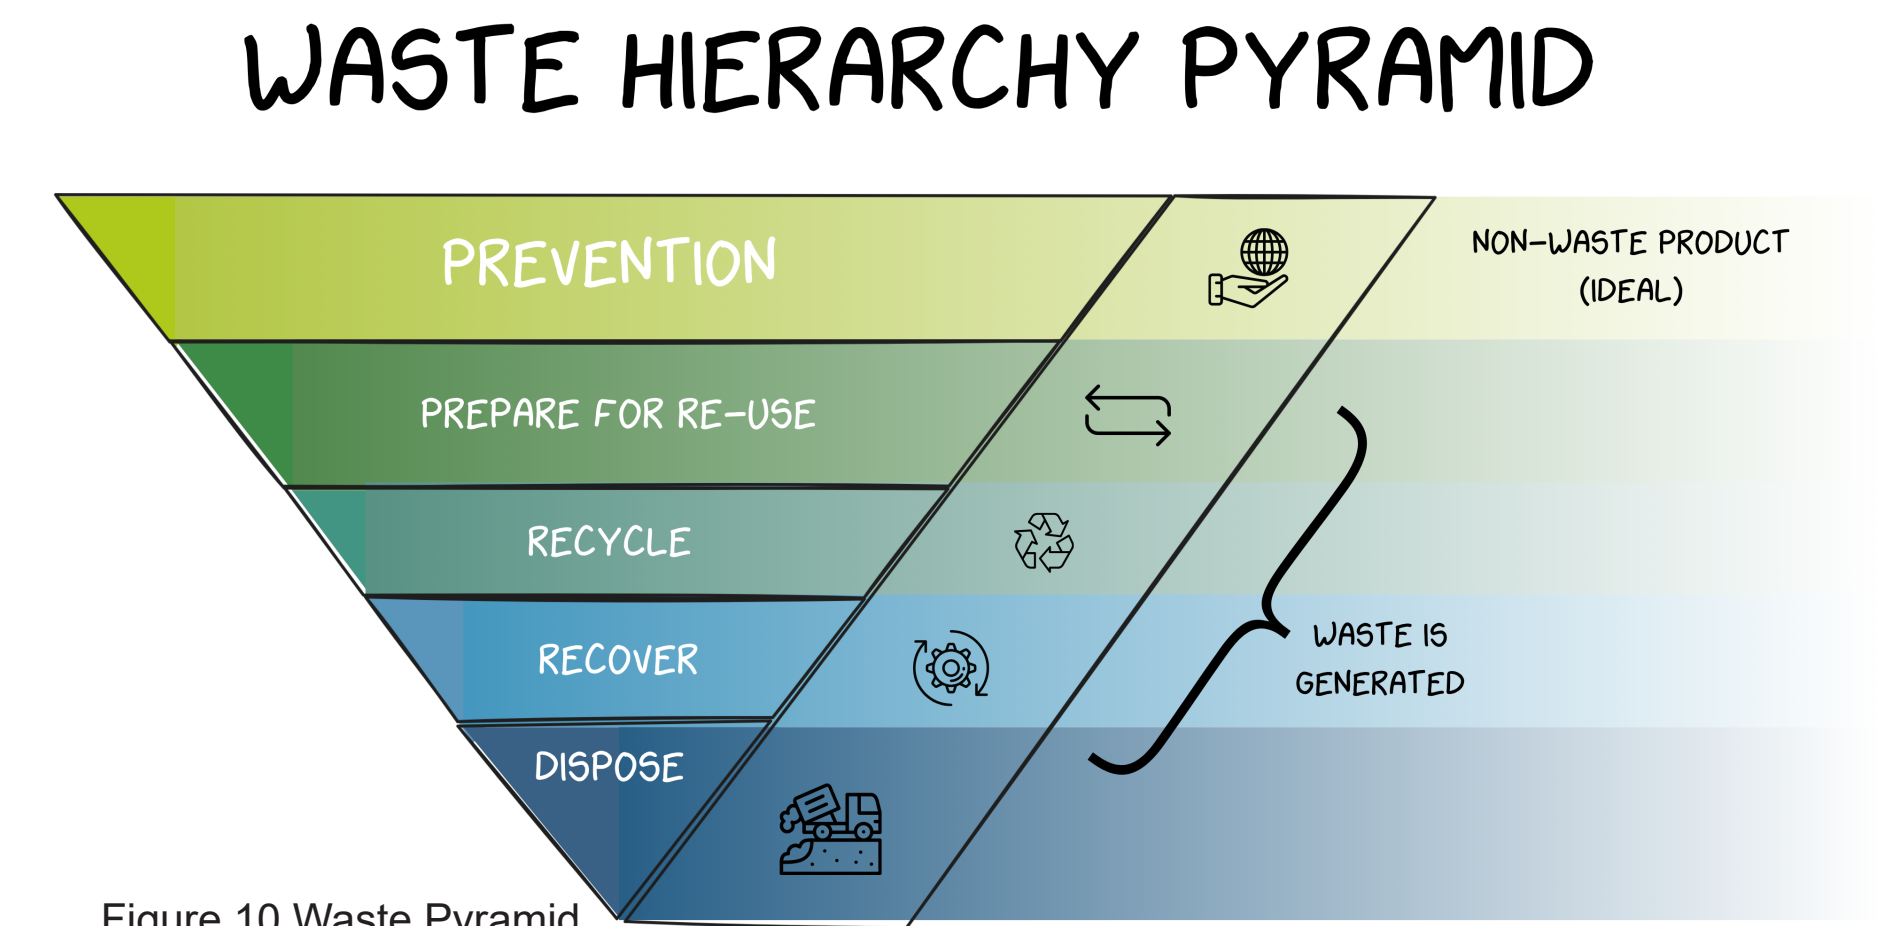 WASTE HIERARCHY PYRAMID
PREVENTION
NON-WASTE PRODUCT
(IDEAL)
PREPARE FOR RE-USE
RECYCLE
RECOVER
WASTE IS
GENERATED
DISPOSE
Figure 10 Waste Pyramid